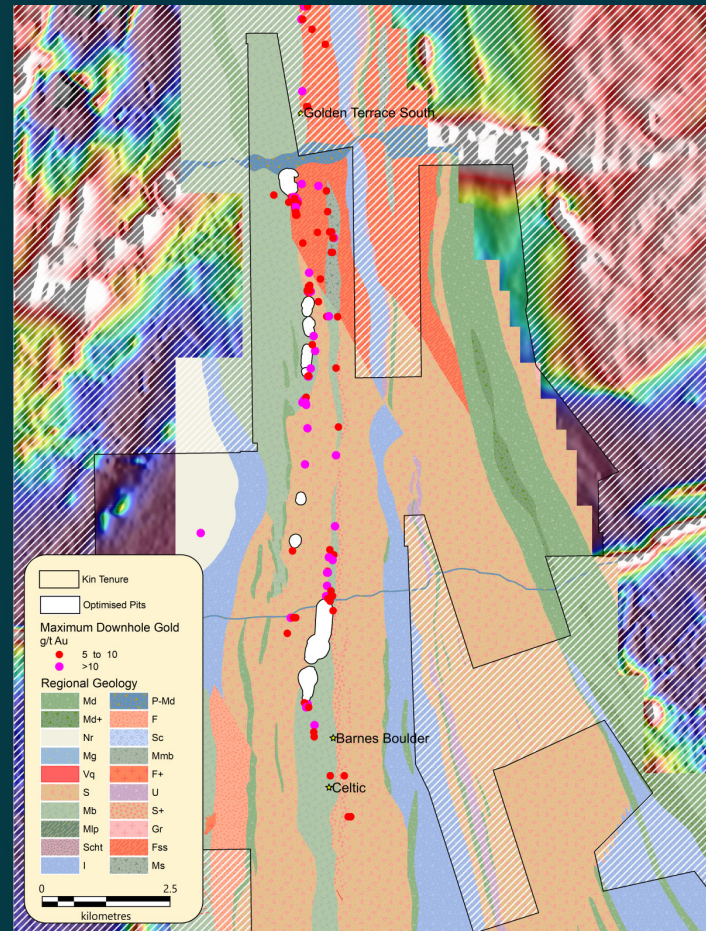 Golden Terrace South
Barnes Boulder
Celtic
Kin Tenure
Optimised Pits
Maximum Downhole Gold
g/t Au
5 to 10
>10
Regional Geology
Md P-Md
Md+ F
Nr Sc
Mg Mmb
Vq F+
S U
Mb S+
Mlp Gr
Scht Fss
I Ms
0 2.5
kilometres